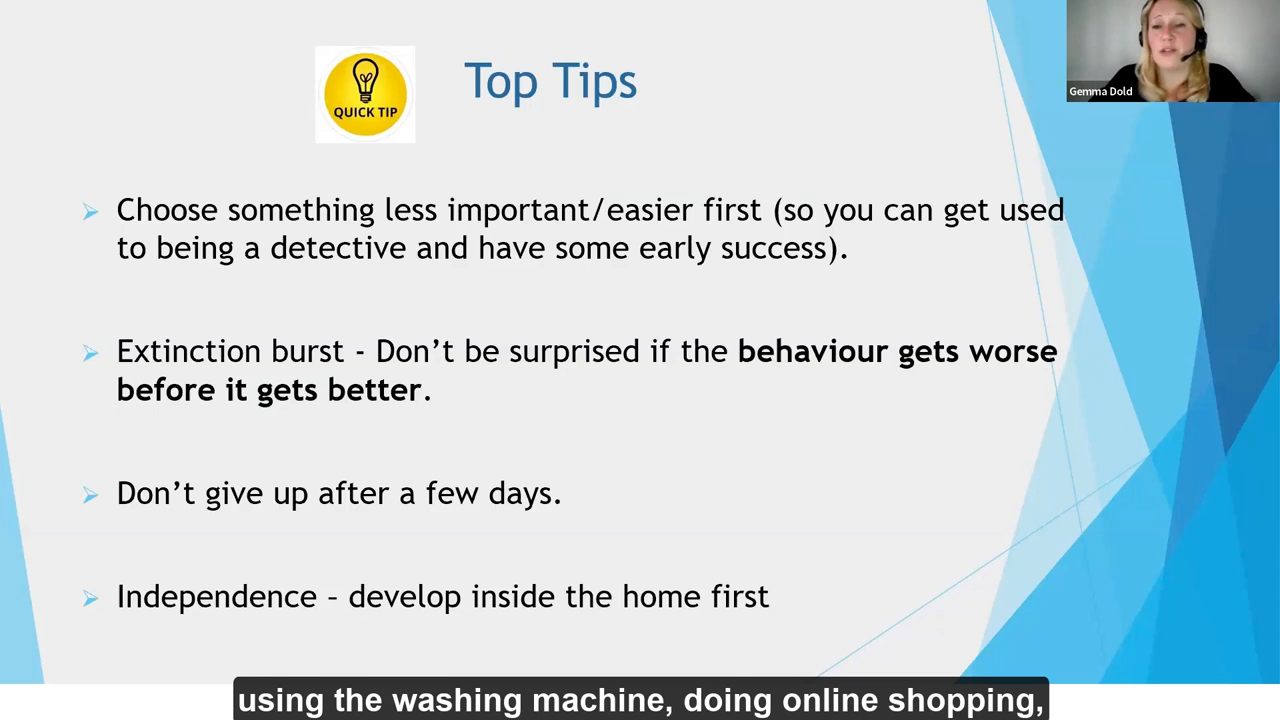 Top Tips
QUICK TIP
Gemma Dold
Choose something less important/easier first (so you can get used
to being a detective and have some early success).
Extinction burst - Don’t be surprised if the behaviour gets worse
before it gets better.
Don’t give up after a few days.
Independence – develop inside the home first
using the washing machine, doing online shopping,